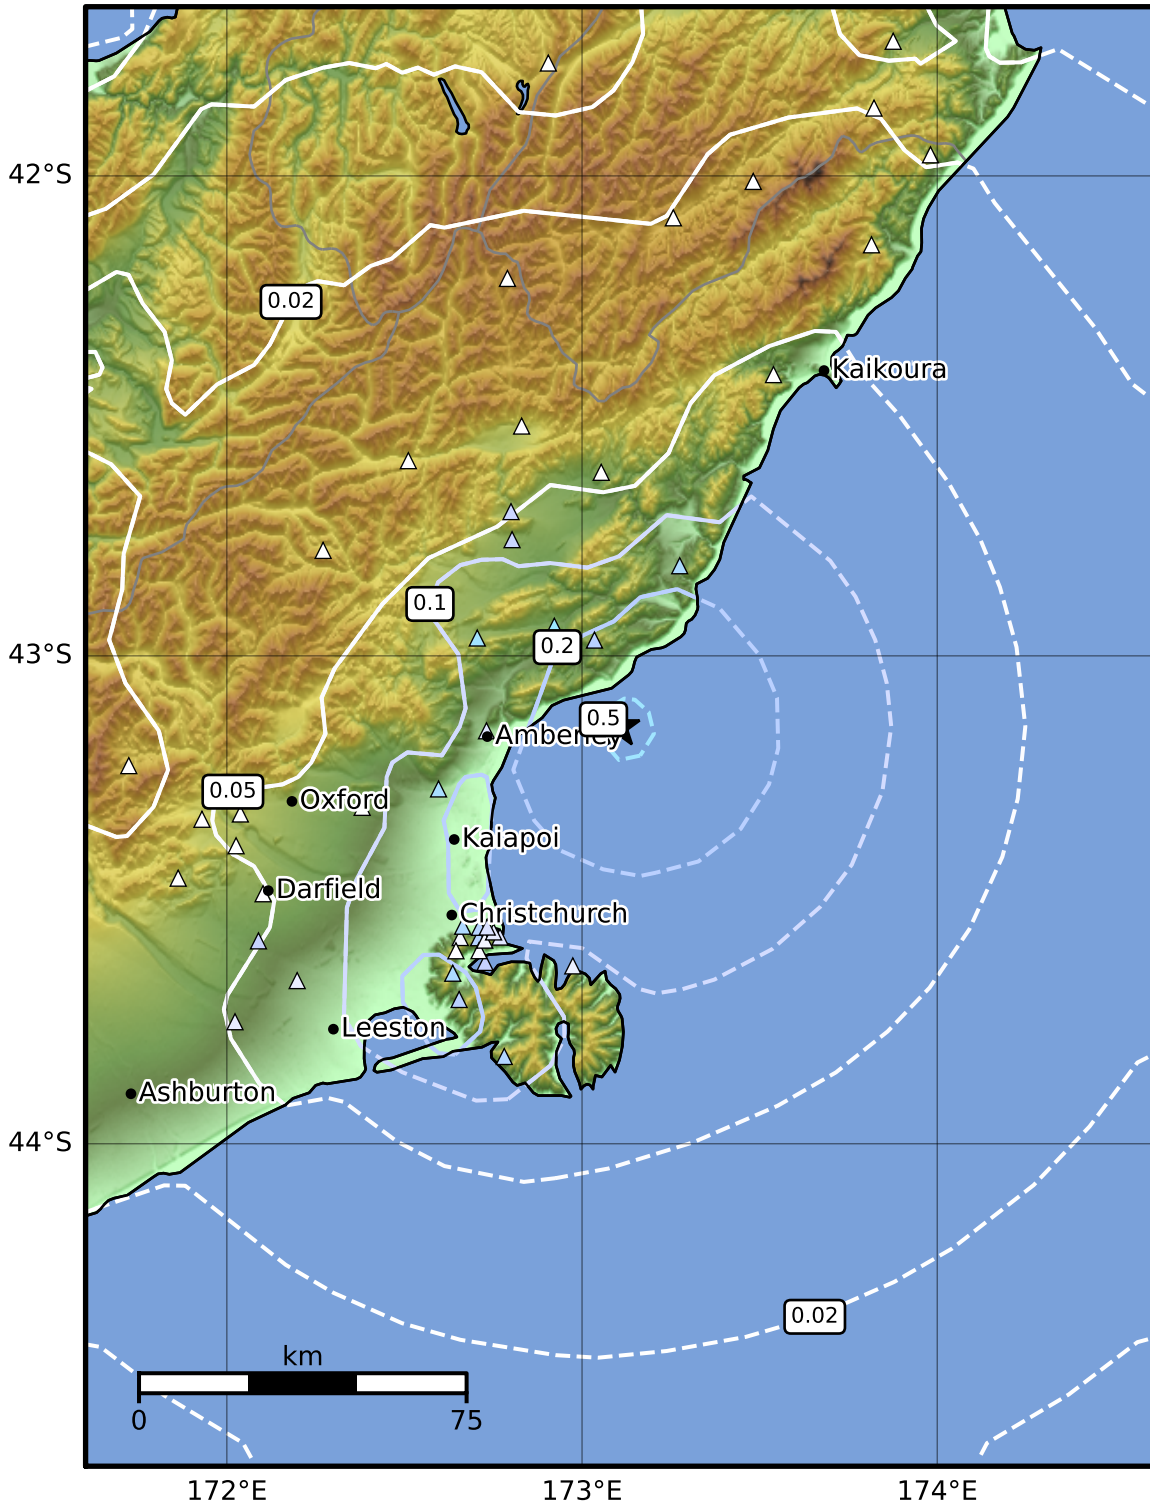 42°S
0.02
Kaikoura
0.1
0.2
43°S
0.5
Amberley
0.05
Oxford
Kaiapoi
Darfield
Christchurch
Leeston
Ashburton
44°S
0.02
km
0 75
172°E 173°E 174°E